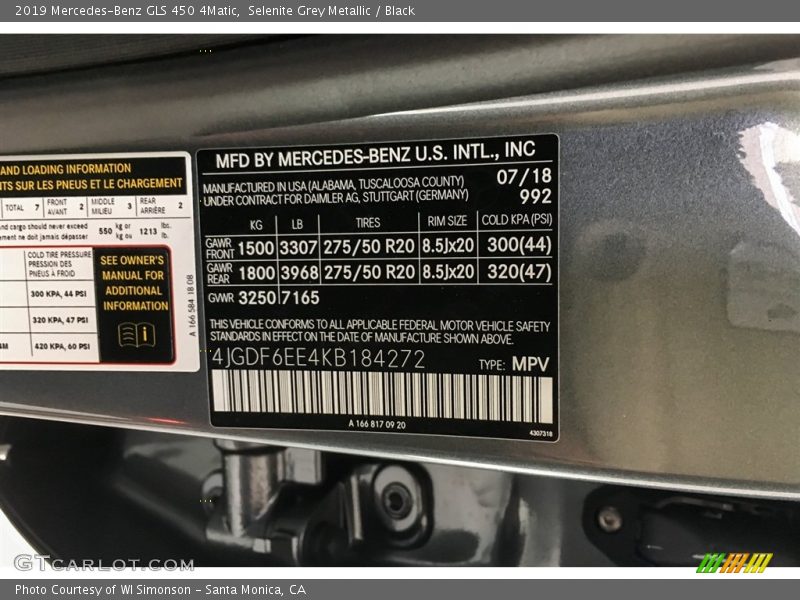 2019 Mercedes-Benz GLS 450 4Matic, Selenite Grey Metallic / Black
AND LOADING INFORMATION
NTS SUR LES PNEUS ET LE CHARGEMENT
TOTAL 7 FRONT AVANT 2 MIDDLE MILIEU 3 REAR ARRIÈRE 2
and cargo should never exceed
ement ne doit jamais dépasser 550 kg or kg ou 1213 lbs. lb.
COLD TIRE PRESSURE
PRESSION DES
PNEUS À FROID
300 KPA, 44 PSI
320 KPA, 47 PSI
4M 420 KPA, 60 PSI
SEE OWNER'S
MANUAL FOR
ADDITIONAL
INFORMATION
A 166 584 18 08
MFD BY MERCEDES-BENZ U.S. INTL., INC
MANUFACTURED IN USA (ALABAMA, TUSCALOOSA COUNTY) 07/18
UNDER CONTRACT FOR DAIMLER AG, STUTTGART (GERMANY) 992
KG LB TIRES RIM SIZE COLD KPA (PSI)
GAWR FRONT 1500 3307 275/50 R20 8.5Jx20 300(44)
GAWR REAR 1800 3968 275/50 R20 8.5Jx20 320(47)
GVWR 3250 7165
THIS VEHICLE CONFORMS TO ALL APPLICABLE FEDERAL MOTOR VEHICLE SAFETY
STANDARDS IN EFFECT ON THE DATE OF MANUFACTURE SHOWN ABOVE.
4JGDF6EE4KB184272 TYPE: MPV
A 166 817 09 20
4307318
GTcarlot.com
Photo Courtesy of WI Simonson - Santa Monica, CA